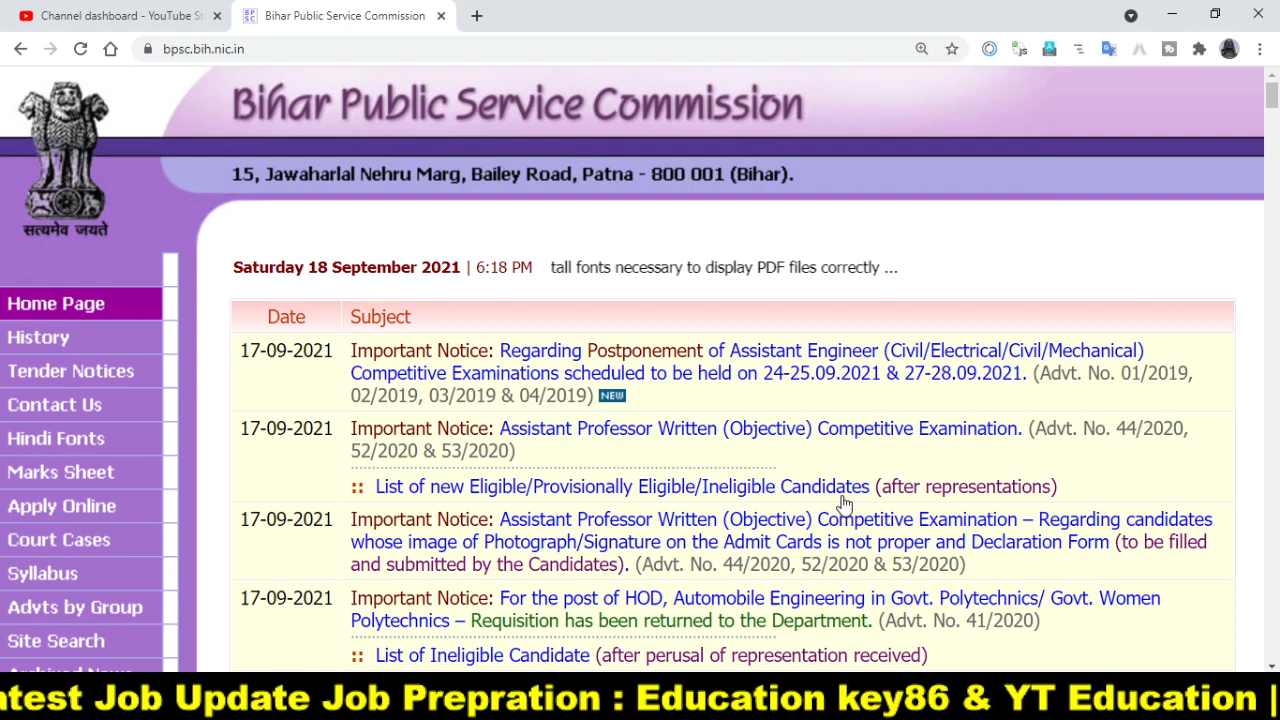 Channel dashboard - YouTube St
Bihar Public Service Commission
bpsc.bih.nic.in
Bihar Public Service Commission
15, Jawaharlal Nehru Marg, Bailey Road, Patna - 800 001 (Bihar).
सत्यमेव जयते
Saturday 18 September 2021 | 6:18 PM tall fonts necessary to display PDF files correctly ...
Home Page
History
Tender Notices
Contact Us
Hindi Fonts
Marks Sheet
Apply Online
Court Cases
Syllabus
Advts by Group
Site Search
Archived News
Date Subject
17-09-2021 Important Notice: Regarding Postponement of Assistant Engineer (Civil/Electrical/Civil/Mechanical)
Competitive Examinations scheduled to be held on 24-25.09.2021 & 27-28.09.2021. (Advt. No. 01/2019,
02/2019, 03/2019 & 04/2019) NEW
17-09-2021 Important Notice: Assistant Professor Written (Objective) Competitive Examination. (Advt. No. 44/2020,
52/2020 & 53/2020)
:: List of new Eligible/Provisionally Eligible/Ineligible Candidates (after representations)
17-09-2021 Important Notice: Assistant Professor Written (Objective) Competitive Examination – Regarding candidates
whose image of Photograph/Signature on the Admit Cards is not proper and Declaration Form (to be filled
and submitted by the Candidates). (Advt. No. 44/2020, 52/2020 & 53/2020)
17-09-2021 Important Notice: For the post of HOD, Automobile Engineering in Govt. Polytechnics/ Govt. Women
Polytechnics – Requisition has been returned to the Department. (Advt. No. 41/2020)
:: List of Ineligible Candidate (after perusal of representation received)
atest Job Update Job Prepration : Education key86 & YT Education |